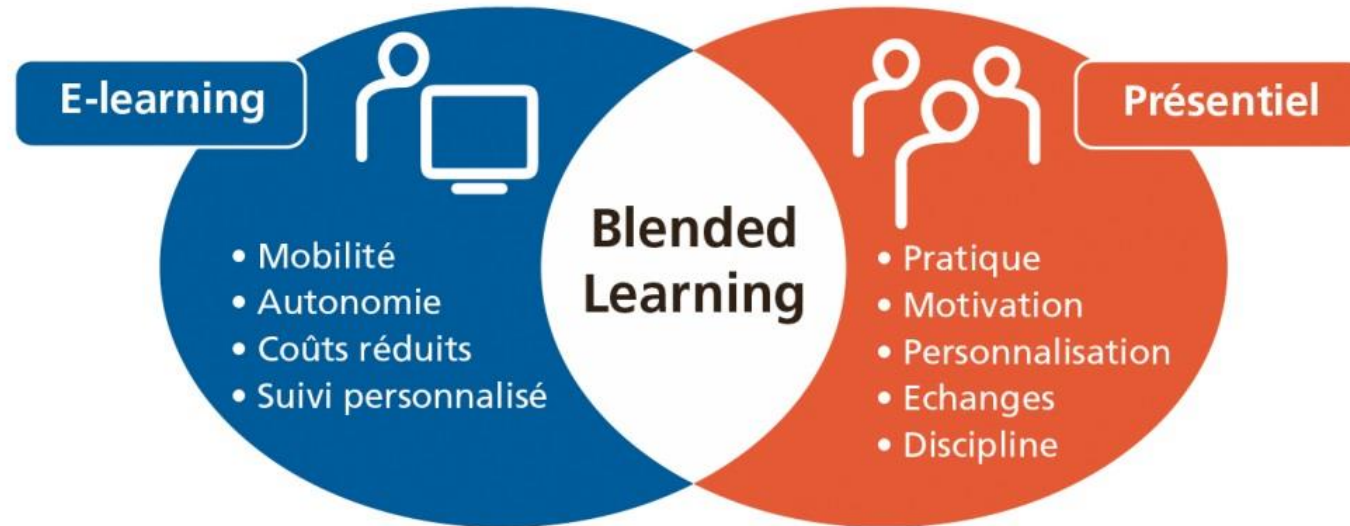 E-learning
• Mobilité
• Autonomie
• Coûts réduits
• Suivi personnalisé
Blended
Learning
Présentiel
• Pratique
• Motivation
• Personnalisation
• Echanges
• Discipline